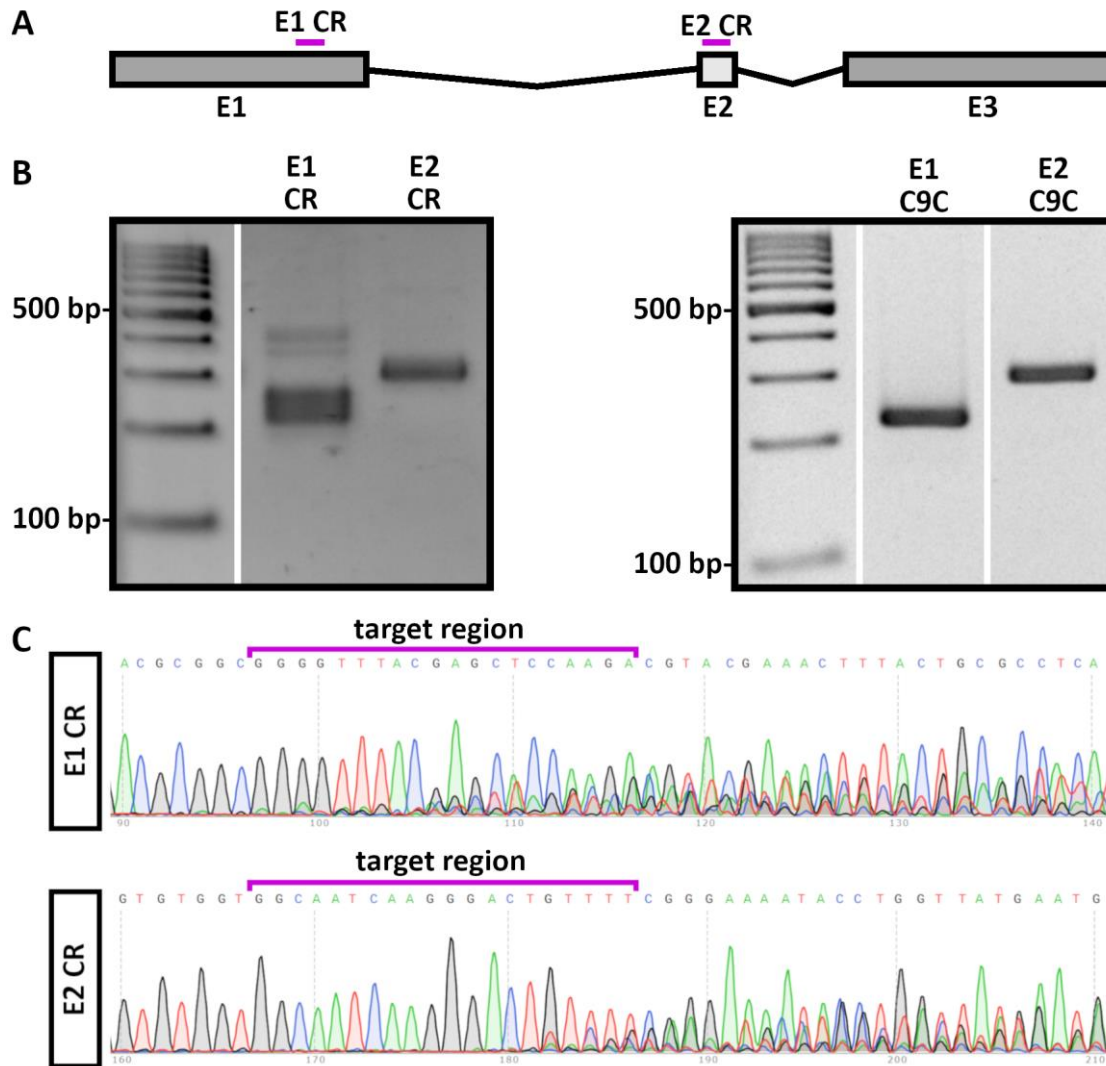 A
E1 CR
E2 CR
E1
E2
E3
B
E1 CR
E2 CR
500 bp
100 bp
E1 C9C
E2 C9C
500 bp
100 bp
C
E1 CR
target region
A C G C G G C G G G G T T T A C G A G C T C C A A G A C G T A C G A A A C T T T A C T G C G C C T C A
90 100 110 120 130 140
E2 CR
target region
G T G T G G T G G C A A T C A A G G G A C T G T T T T C G G G A A A A T A C C T G G T T A T G A A T G
160 170 180 190 200 210